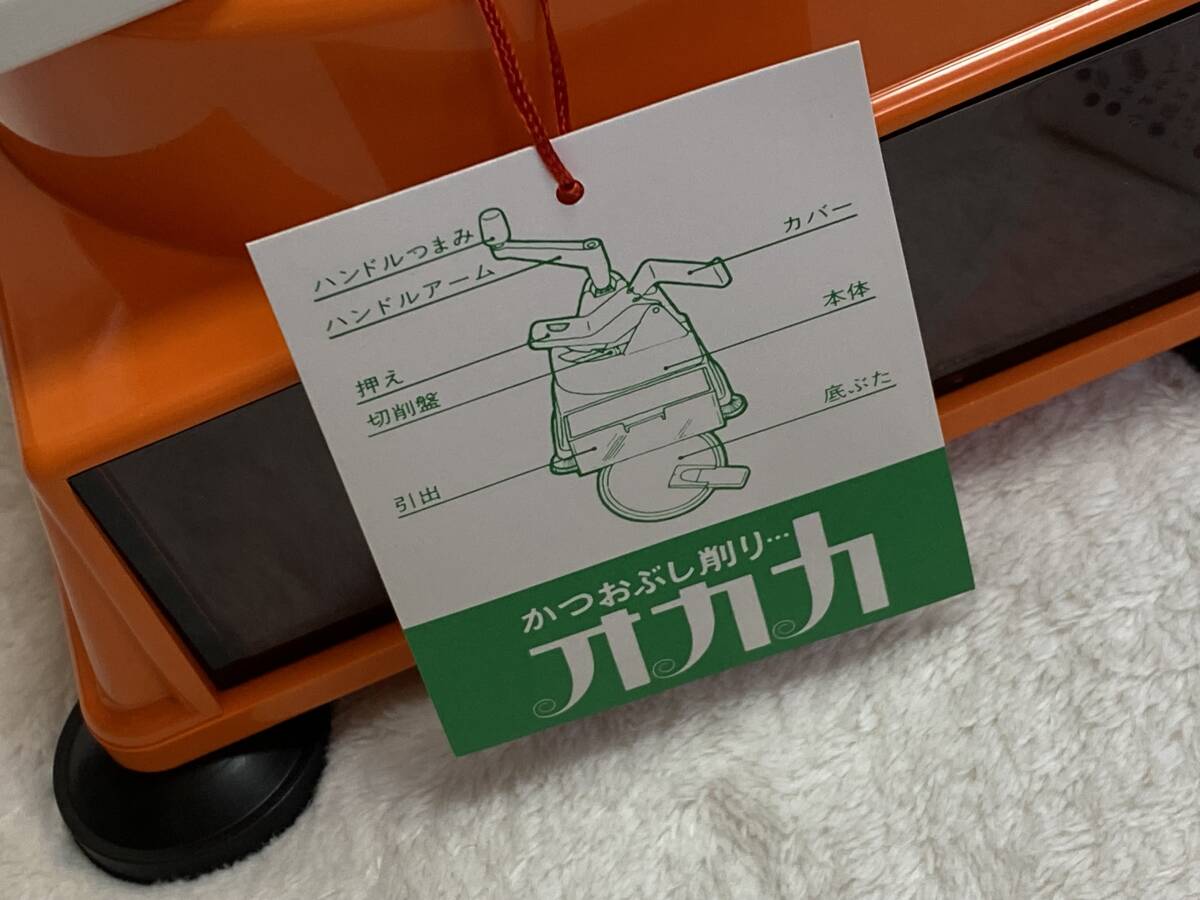 ハンドルつまみ
ハンドルアーム
押え
切削盤
引出
カバー
本体
底ぶた
かつおぶし削り…
オカカ